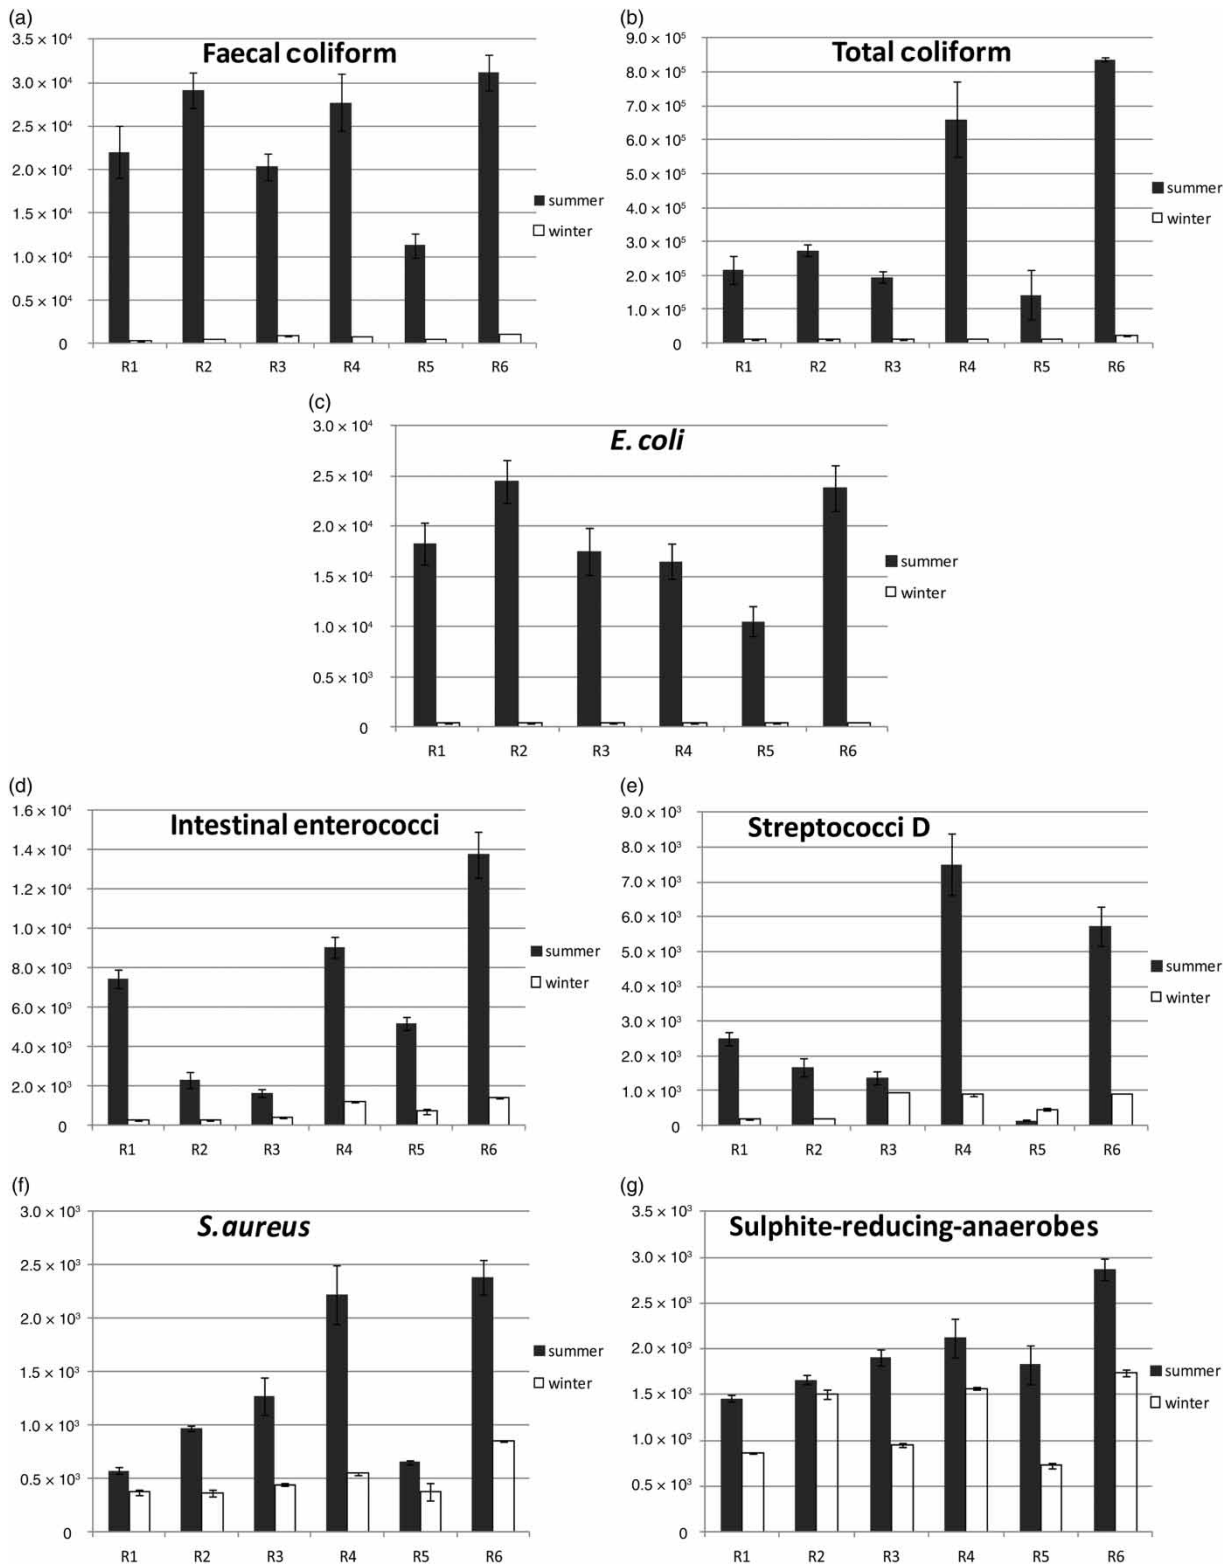 (a)
Faecal coliform
3.5 × 10⁴
3.0 × 10⁴
2.5 × 10⁴
2.0 × 10⁴
1.5 × 10⁴
1.0 × 10⁴
0.5 × 10⁴
0
R1 R2 R3 R4 R5 R6
summer
winter
(b)
Total coliform
9.0 × 10⁵
8.0 × 10⁵
7.0 × 10⁵
6.0 × 10⁵
5.0 × 10⁵
4.0 × 10⁵
3.0 × 10⁵
2.0 × 10⁵
1.0 × 10⁵
0
R1 R2 R3 R4 R5 R6
summer
winter
(c)
E. coli
3.0 × 10⁴
2.5 × 10⁴
2.0 × 10⁴
1.5 × 10⁴
1.0 × 10⁴
0.5 × 10³
0
R1 R2 R3 R4 R5 R6
summer
winter
(d)
Intestinal enterococci
1.6 × 10⁴
1.4 × 10⁴
1.2 × 10⁴
1.0 × 10⁴
8.0 × 10³
6.0 × 10³
4.0 × 10³
2.0 × 10³
0
R1 R2 R3 R4 R5 R6
summer
winter
(e)
Streptococci D
9.0 × 10³
8.0 × 10³
7.0 × 10³
6.0 × 10³
5.0 × 10³
4.0 × 10³
3.0 × 10³
2.0 × 10³
1.0 × 10³
0
R1 R2 R3 R4 R5 R6
summer
winter
(f)
S.aureus
3.0 × 10³
2.5 × 10³
2.0 × 10³
1.5 × 10³
1.0 × 10³
0.5 × 10³
0
R1 R2 R3 R4 R5 R6
summer
winter
(g)
Sulphite-reducing-anaerobes
3.5 × 10³
3.0 × 10³
2.5 × 10³
2.0 × 10³
1.5 × 10³
1.0 × 10³
0.5 × 10³
0
R1 R2 R3 R4 R5 R6
summer
winter